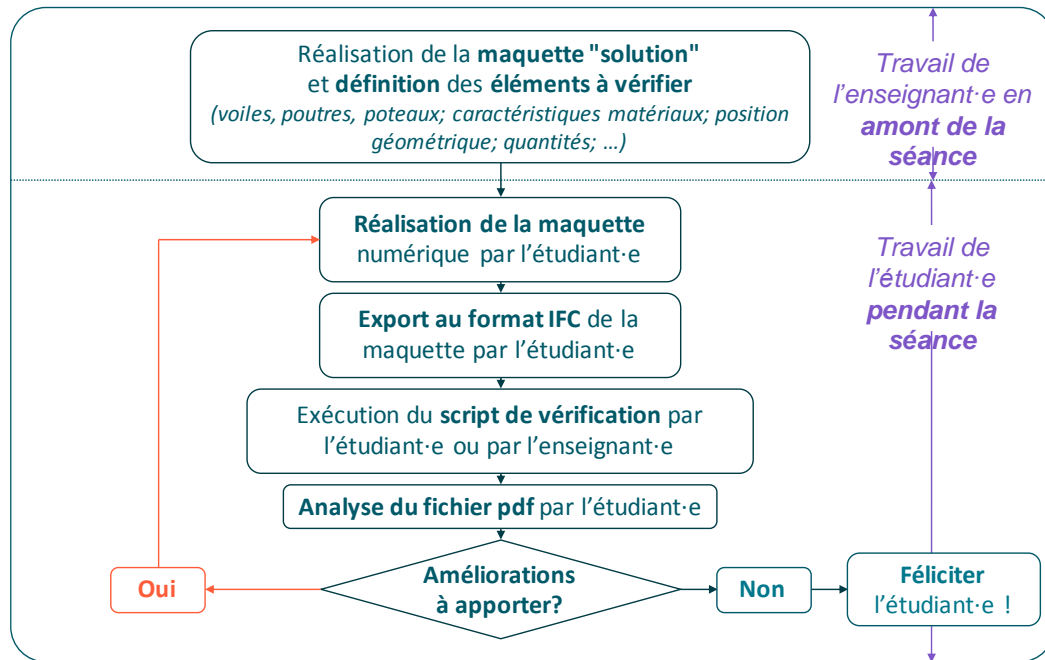 Réalisation de la maquette "solution"
et définition des éléments à vérifier
(voiles, poutres, poteaux; caractéristiques matériaux; position
géométrique; quantités; ...)
Travail de
l'enseignant·e en
amont de la
séance
Réalisation de la maquette
numérique par l'étudiant·e
Travail de
l'étudiant·e
pendant la
séance
Export au format IFC de la
maquette par l'étudiant·e
Exécution du script de vérification par
l'étudiant·e ou par l'enseignant·e
Analyse du fichier pdf par l'étudiant·e
Améliorations
à apporter?
Oui
Non
Féliciter
l'étudiant·e !